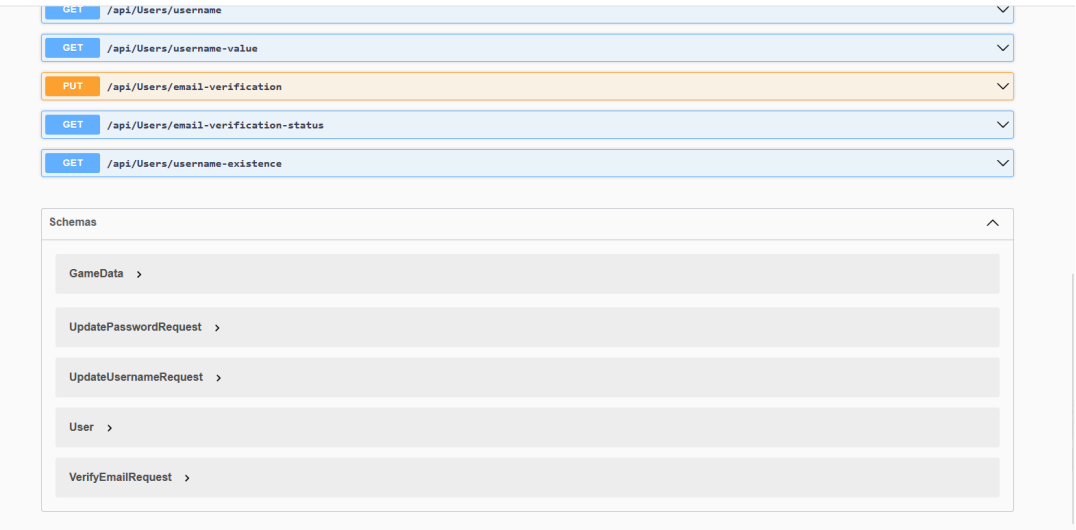 GET /api/Users/username
GET /api/Users/username-value
PUT /api/Users/email-verification
GET /api/Users/email-verification-status
GET /api/Users/username-existence
Schemas
GameData
UpdatePasswordRequest
UpdateUsernameRequest
User
VerifyEmailRequest